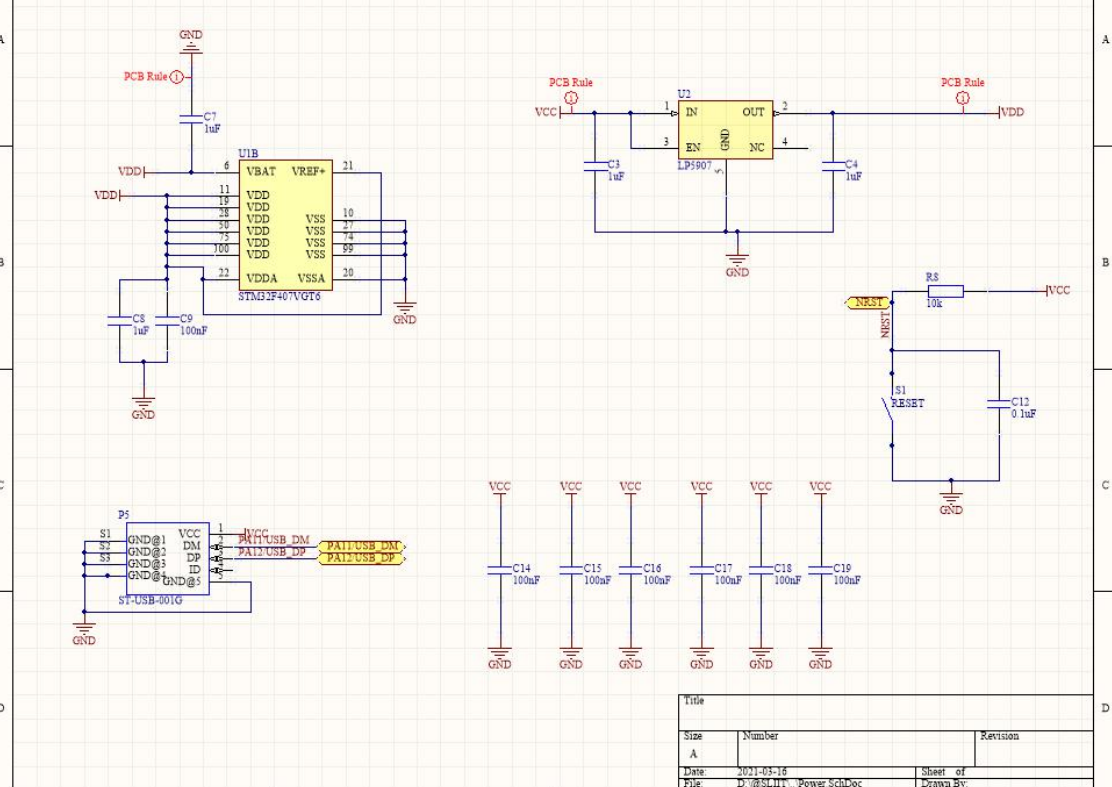 A
A
B
B
C
C
D
D
GND
PCB Rule
1
C7
1uF
U1B
VDD
6
VBAT
VREF+
21
VDD
11
VDD
19
VDD
28
VDD
50
VDD
75
VDD
100
VDD
VSS
10
VSS
27
VSS
74
VSS
99
22
VDDA
VSSA
20
STM32F407VGT6
GND
C8
1uF
C9
100nF
GND
PCB Rule
1
VCC
U2
1
IN
OUT
2
3
EN
GND
NC
4
5
LP5907
C3
1uF
C4
1uF
PCB Rule
1
VDD
GND
NRST
NRST
R8
10k
VCC
S1
RESET
C12
0.1uF
GND
P5
S1
GND@1
S2
GND@2
S3
GND@3
GND@4
GND@5
VCC
1
DM
DP
ID
VCC
PA11/USB_DM
PA12/USB_DP
PA11/USB_DM
PA12/USB_DP
ST-USB-001G
GND
VCC
VCC
VCC
VCC
VCC
VCC
C14
100nF
C15
100nF
C16
100nF
C17
100nF
C18
100nF
C19
100nF
GND
GND
GND
GND
GND
GND
Title
Size
A
Number
Revision
Date:
2021-03-16
Sheet of
File:
D:\@SLIIT\..\Power.SchDoc
Drawn By: